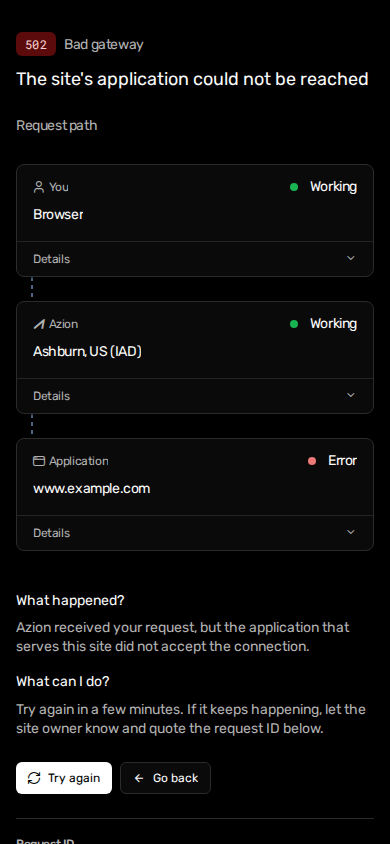 502 Bad gateway
The site's application could not be reached
Request path
You
Working
Browser
Details
Azion
Working
Ashburn, US (IAD)
Details
Application
Error
www.example.com
Details
What happened?
Azion received your request, but the application that
serves this site did not accept the connection.
What can I do?
Try again in a few minutes. If it keeps happening, let the
site owner know and quote the request ID below.
Try again
Go back
Request ID